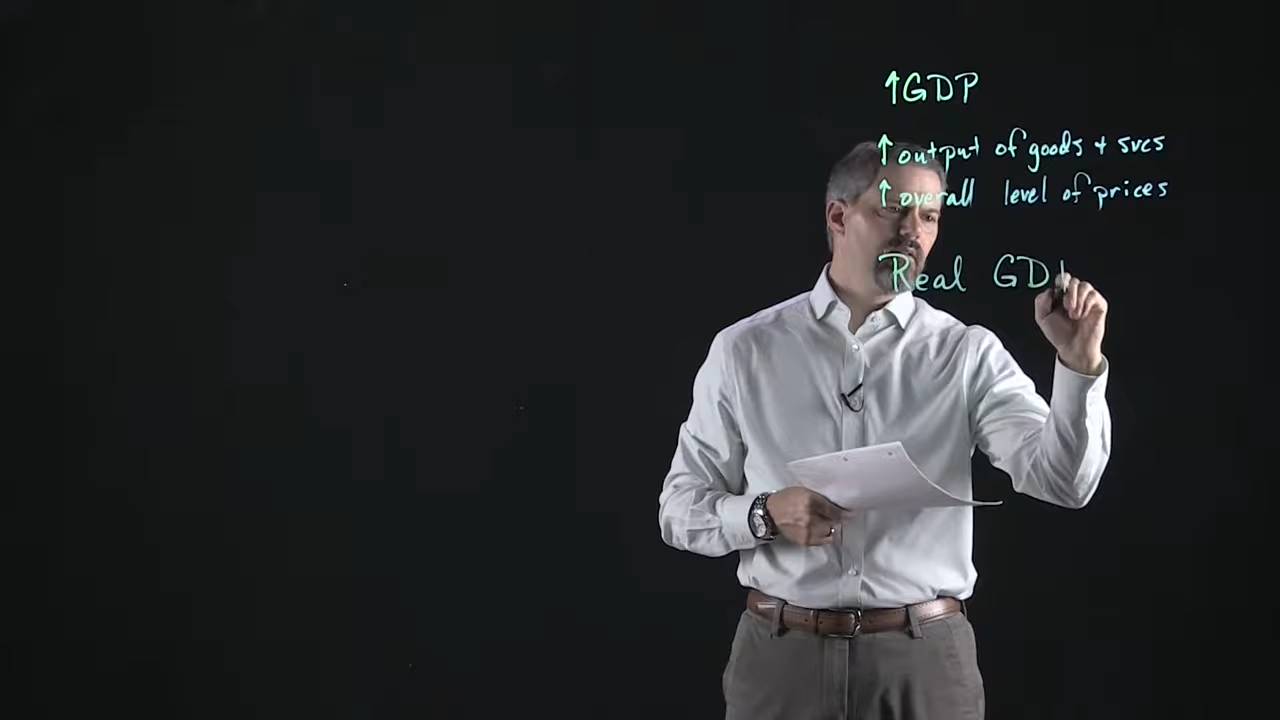 ↑GDP
↑ output of goods + svcs
↑ overall level of prices
Real GD